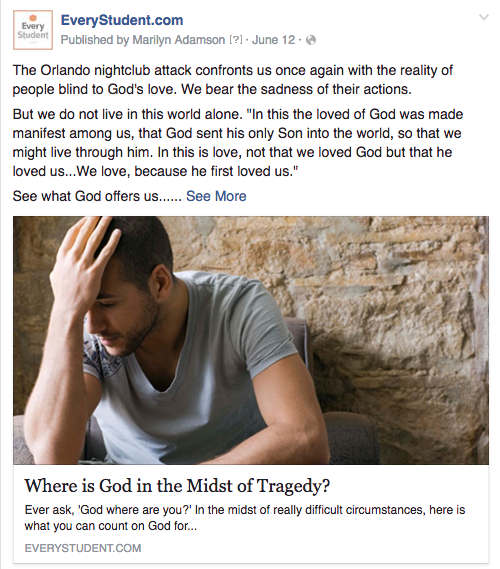 Every
Student
EveryStudent.com
Published by Marilyn Adamson [?] · June 12 ·
The Orlando nightclub attack confronts us once again with the reality of
people blind to God's love. We bear the sadness of their actions.
But we do not live in this world alone. "In this the loved of God was made
manifest among us, that God sent his only Son into the world, so that we
might live through him. In this is love, not that we loved God but that he
loved us...We love, because he first loved us."
See what God offers us...... See More
Where is God in the Midst of Tragedy?
Ever ask, 'God where are you?' In the midst of really difficult circumstances, here is
what you can count on God for...
EVERYSTUDENT.COM